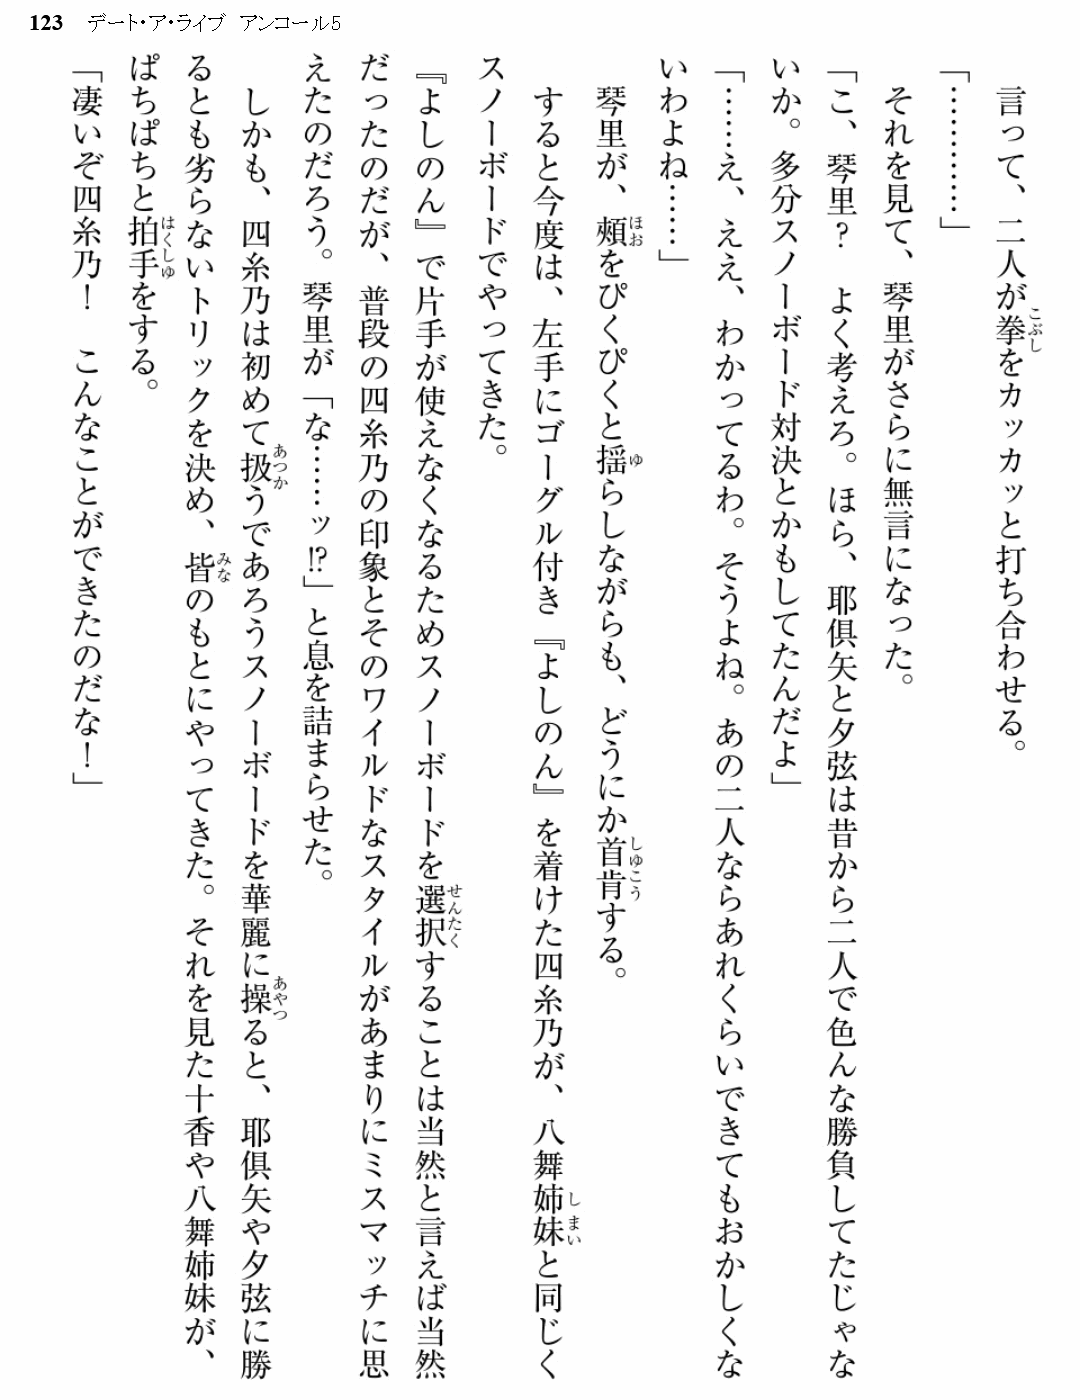 123 デート・ア・ライブ アンコール5
言って、二人が拳をカッカッと打ち合わせる。
「…………」
それを見て、琴里がさらに無言になった。
「こ、琴里？ よく考えろ。ほら、耶倶矢と夕弦は昔から二人で色んな勝負してたじゃな
いか。多分スノーボード対決とかもしてたんだよ」
「……え、ええ、わかってるわ。そうよね。あの二人ならあれくらいできてもおかしくな
いわよね……」
琴里が、頰をぴくぴくと揺らしながらも、どうにか首肯する。
すると今度は、左手にゴーグル付き『よしのん』を着けた四糸乃が、八舞姉妹と同じく
スノーボードでやってきた。
『よしのん』で片手が使えなくなるためスノーボードを選択することは当然と言えば当然
だったのだが、普段の四糸乃の印象とそのワイルドなスタイルがあまりにミスマッチに思
えたのだろう。琴里が「な……ッ!?」と息を詰まらせた。
しかも、四糸乃は初めて扱うであろうスノーボードを華麗に操ると、耶倶矢や夕弦に勝
るとも劣らないトリックを決め、皆のもとにやってきた。それを見た十香や八舞姉妹が、
ぱちぱちと拍手をする。
「凄いぞ四糸乃！ こんなことができたのだな！」